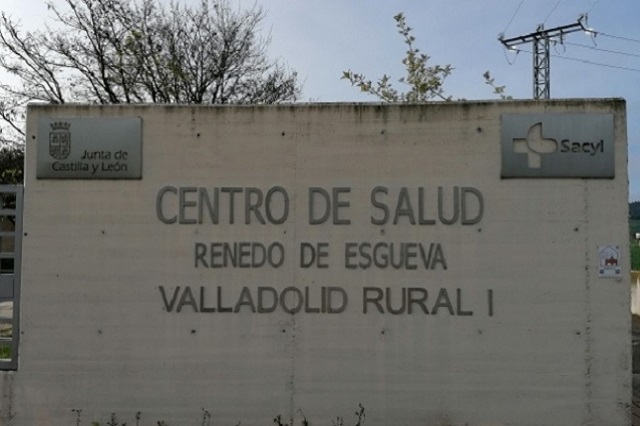 Junta de
Castilla y León
Sacyl
CENTRO DE SALUD
RENEDO DE ESGUEVA
VALLADOLID RURAL I